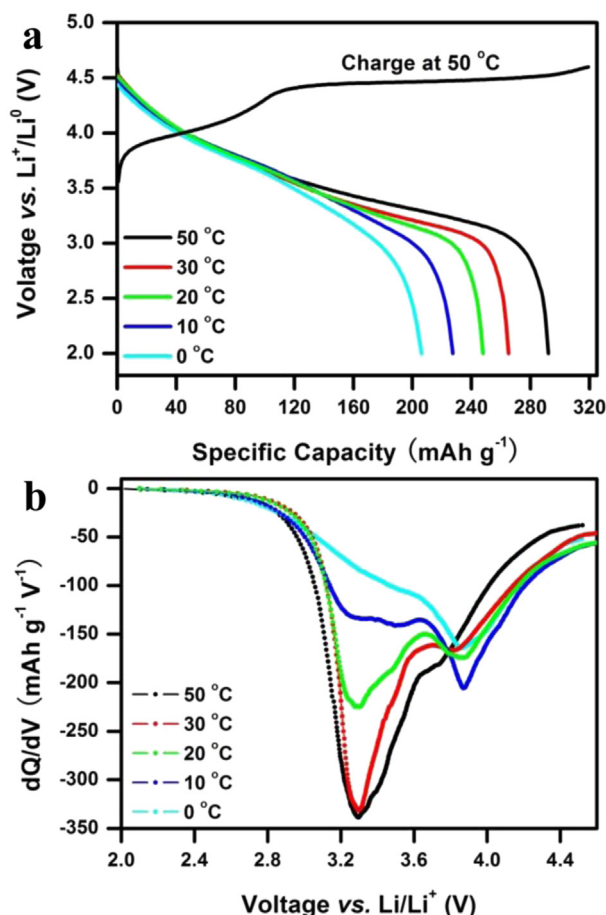 a
5.0
4.5
4.0
3.5
3.0
2.5
2.0
Volatge vs. Li⁺/Li⁰ (V)
Charge at 50 °C
50 °C
30 °C
20 °C
10 °C
0 °C
0 40 80 120 160 200 240 280 320
Specific Capacity (mAh g⁻¹)
b
0
-50
-100
-150
-200
-250
-300
-350
dQ/dV (mAh g⁻¹ V⁻¹)
50 °C
30 °C
20 °C
10 °C
0 °C
2.0 2.4 2.8 3.2 3.6 4.0 4.4
Voltage vs. Li/Li⁺ (V)